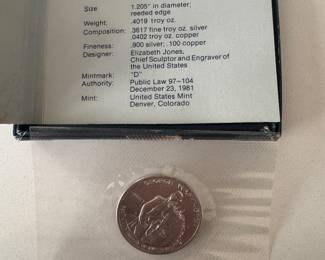 Size 1.205" in diameter;
reeded edge
Weight: .4019 troy oz.
Composition: .3617 fine troy oz. silver
.0402 troy oz. copper
Fineness: .900 silver; .100 copper
Designer: Elizabeth Jones,
Chief Sculptor and Engraver of
the United States
Mintmark: "D"
Authority: Public Law 97-104
December 23, 1981
Mint: United States Mint
Denver, Colorado
GEORGE